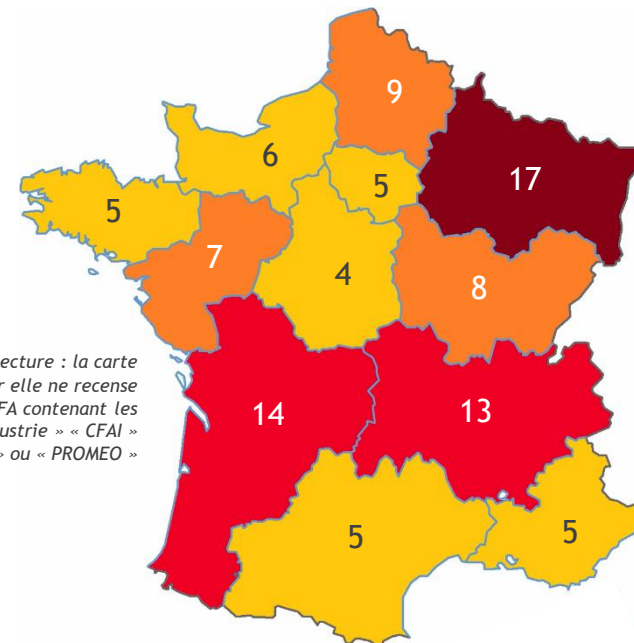 9
6
5
17
5
7
4
8
ecture : la carte
r elle ne recense
FA contenant les
ustrie » « CFAI »
» ou « PROMEO »
14
13
5
5